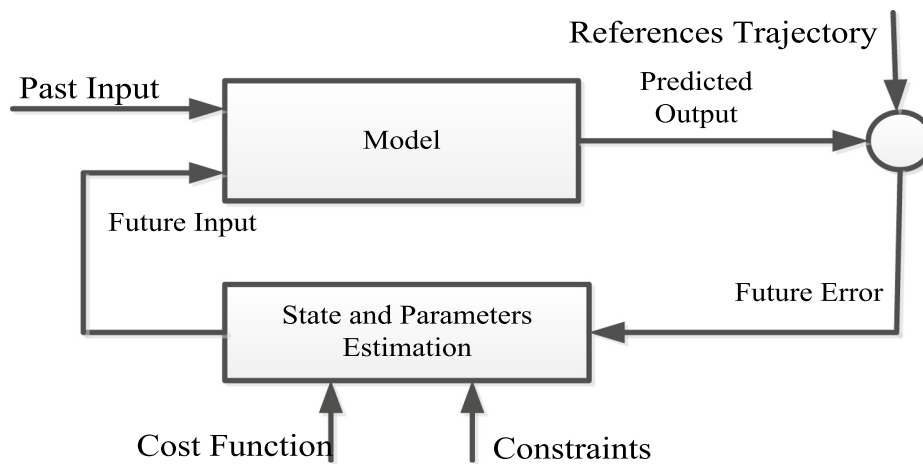 References Trajectory
Past Input
Predicted
Output
Model
Future Input
Future Error
State and Parameters
Estimation
Cost Function
Constraints